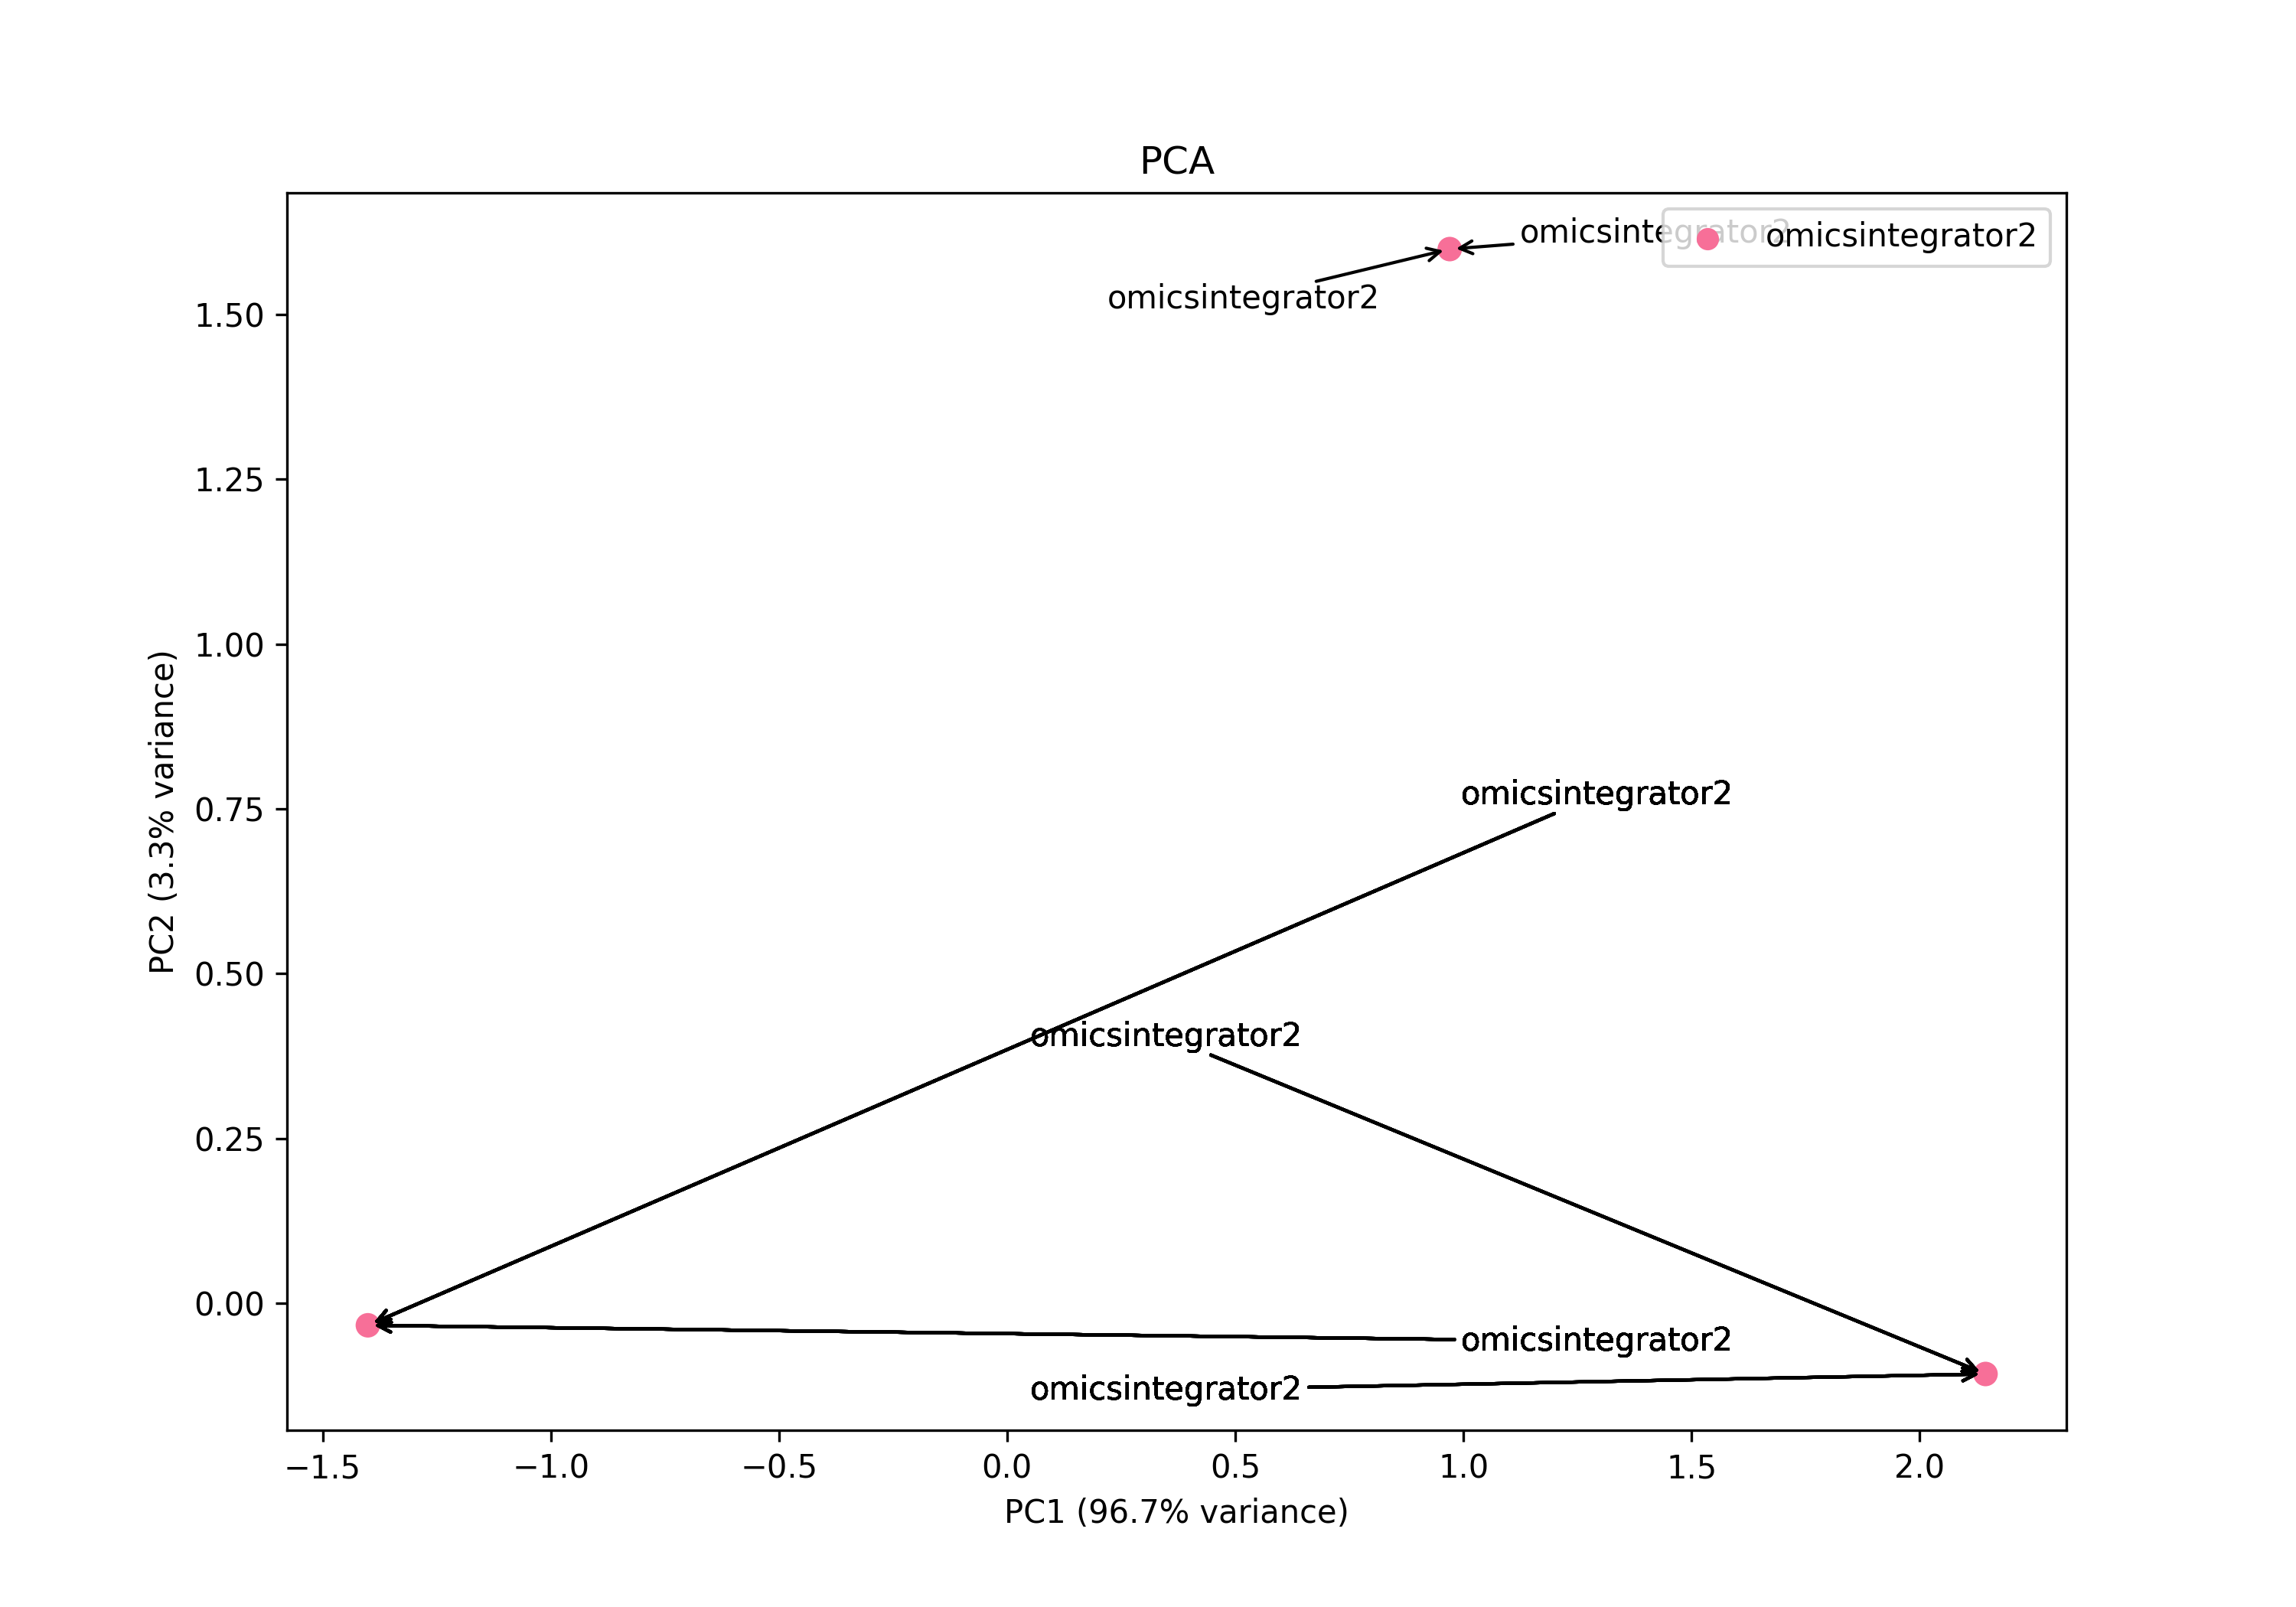 PCA
omicsintegrator2
omicsintegrator2
omicsintegrator2
1.50
1.25
1.00
0.75
0.50
0.25
0.00
PC2 (3.3% variance)
omicsintegrator2
omicsintegrator2
omicsintegrator2
omicsintegrator2
−1.5
−1.0
−0.5
0.0
0.5
1.0
1.5
2.0
PC1 (96.7% variance)